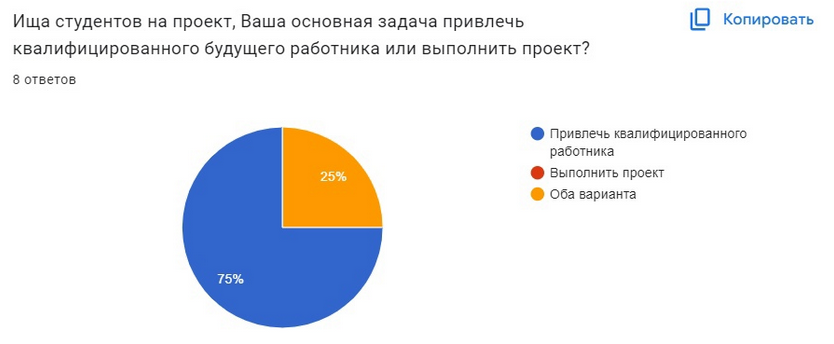 Ища студентов на проект, Ваша основная задача привлечь
квалифицированного будущего работника или выполнить проект?
Копировать
8 ответов
25%
75%
Привлечь квалифицированного
работника
Выполнить проект
Оба варианта